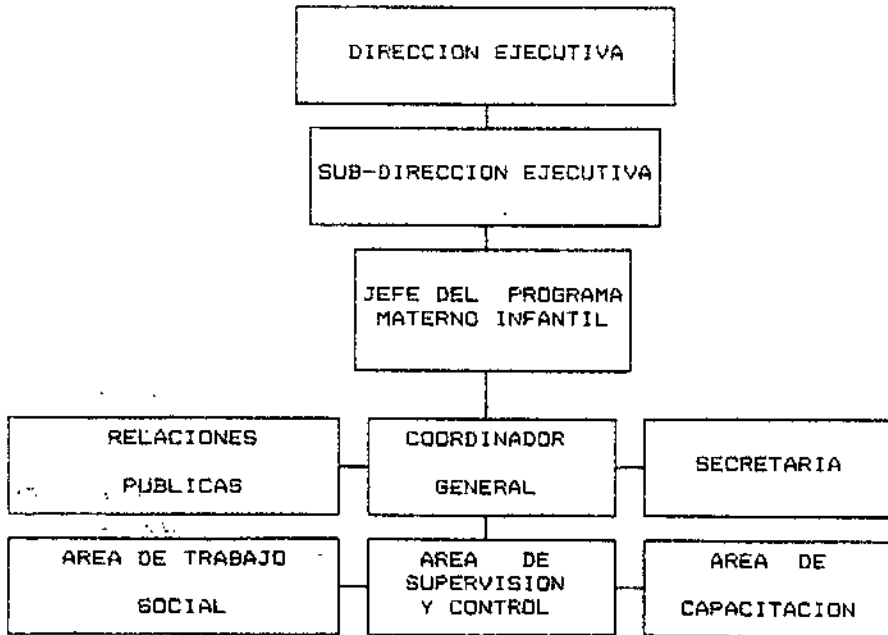 DIRECCION EJECUTIVA
SUB-DIRECCION EJECUTIVA
JEFE DEL PROGRAMA
MATERNO INFANTIL
RELACIONES
PUBLICAS
COORDINADOR
GENERAL
SECRETARIA
AREA DE TRABAJO
SOCIAL
AREA DE
SUPERVISION
Y CONTROL
AREA DE
CAPACITACION